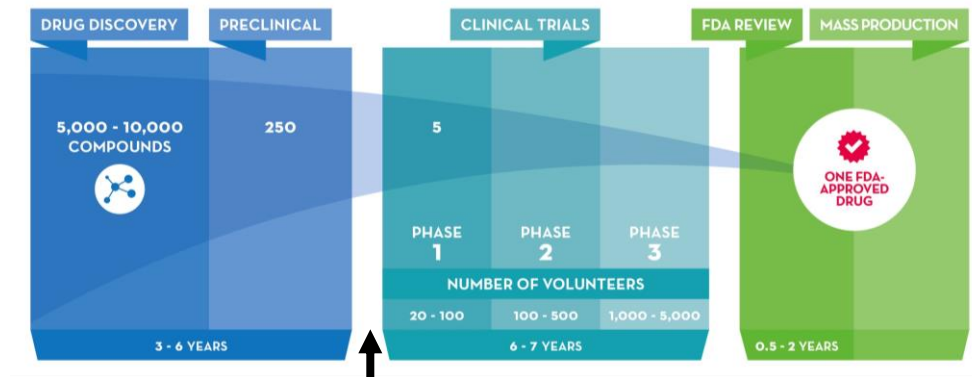 DRUG DISCOVERY
PRECLINICAL
CLINICAL TRIALS
FDA REVIEW
MASS PRODUCTION
5,000 - 10,000
COMPOUNDS
250
5
ONE FDA-
APPROVED
DRUG
PHASE
1
PHASE
2
PHASE
3
NUMBER OF VOLUNTEERS
20 - 100
100 - 500
1,000 - 5,000
3 - 6 YEARS
6 - 7 YEARS
0.5 - 2 YEARS